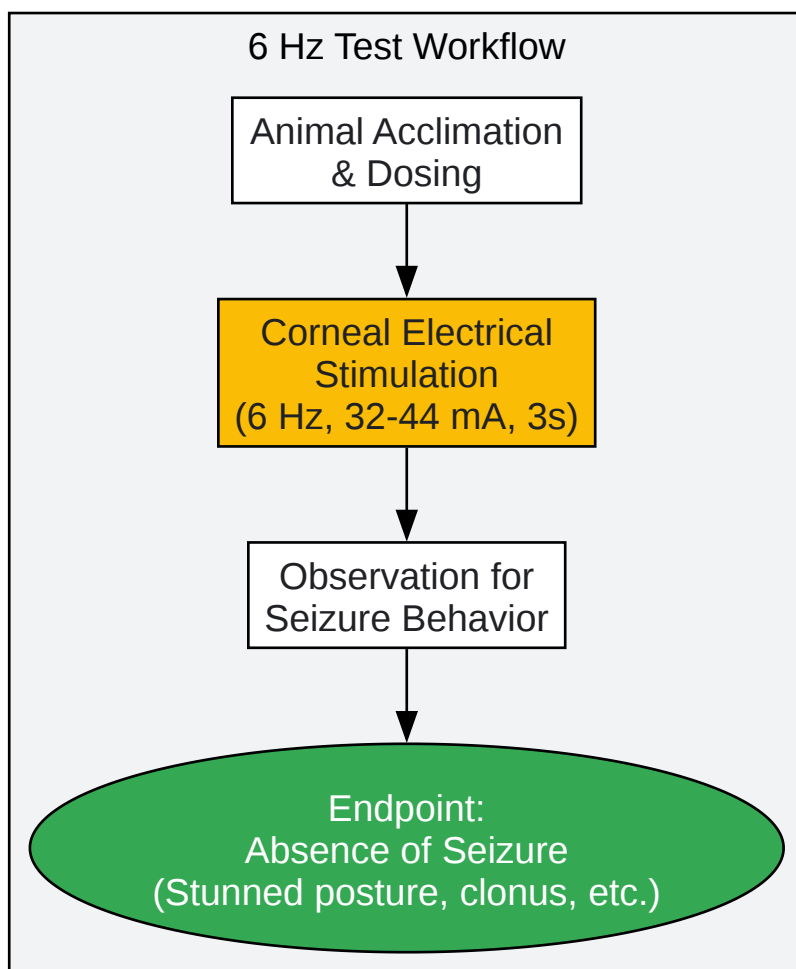 6 Hz Test Workflow
Animal Acclimation
& Dosing
Corneal Electrical
Stimulation
(6 Hz, 32-44 mA, 3s)
Observation for
Seizure Behavior
Endpoint:
Absence of Seizure
(Stunned posture, clonus, etc.)